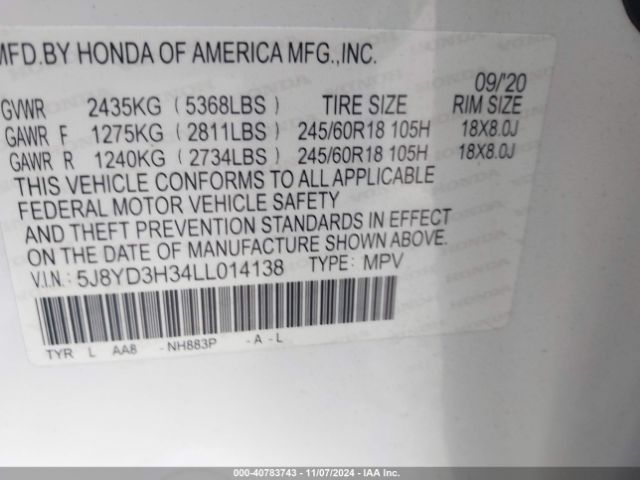 MFD.BY HONDA OF AMERICA MFG.,INC.
09/'20
GVWR 2435KG (5368LBS) TIRE SIZE RIM SIZE
GAWR F 1275KG (2811LBS) 245/60R18 105H 18X8.0J
GAWR R 1240KG (2734LBS) 245/60R18 105H 18X8.0J
THIS VEHICLE CONFORMS TO ALL APPLICABLE
FEDERAL MOTOR VEHICLE SAFETY
AND THEFT PREVENTION STANDARDS IN EFFECT
ON THE DATE OF MANUFACTURE SHOWN ABOVE.
V.I.N.: 5J8YD3H34LL014138 TYPE: MPV
TYR L AA8 -NH883P -A-L
000-40783743 - 11/07/2024 - IAAI.COM